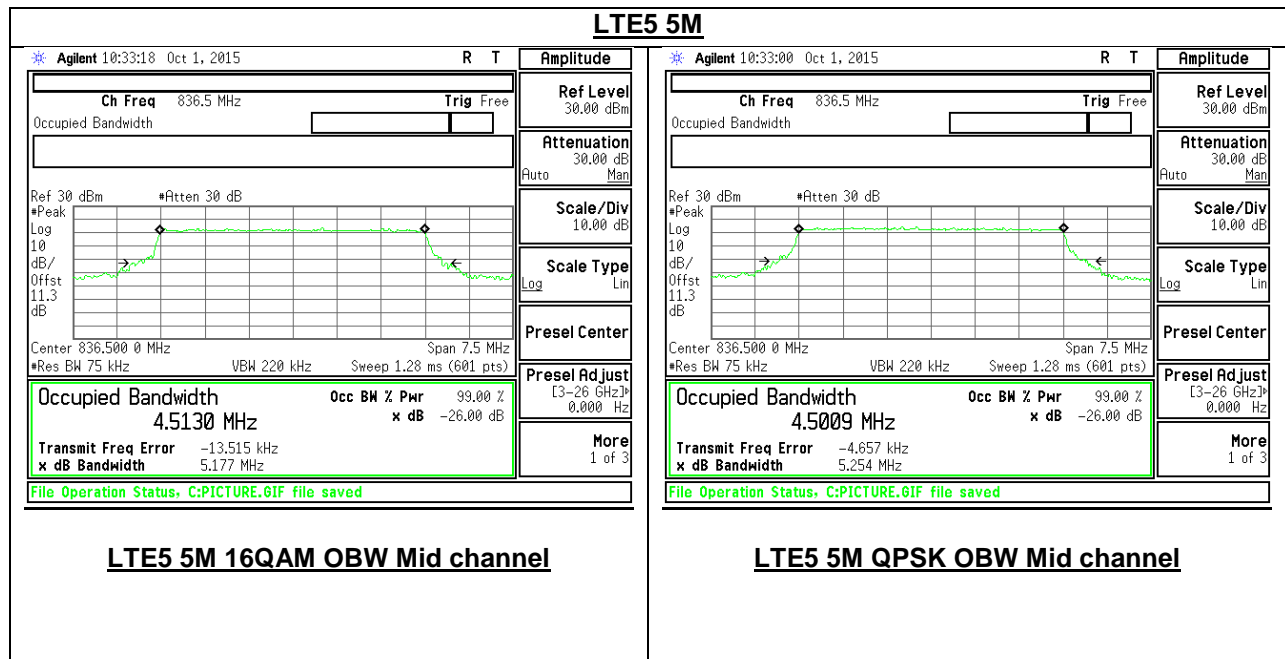 LTE5 5M
Agilent 10:33:18 Oct 1, 2015 R T
Ch Freq 836.5 MHz Trig Free
Occupied Bandwidth
Ref 30 dBm #Atten 30 dB
#Peak
Log
10
dB/
Offst
11.3
dB
Center 836.500 0 MHz Span 7.5 MHz
#Res BW 75 kHz VBW 220 kHz Sweep 1.28 ms (601 pts)
Occupied Bandwidth Occ BW % Pwr 99.00 %
4.5130 MHz x dB -26.00 dB
Transmit Freq Error -13.515 kHz
x dB Bandwidth 5.177 MHz
File Operation Status, C:PICTURE.GIF file saved
Amplitude
Ref Level
30.00 dBm
Attenuation
30.00 dB
Auto Man
Scale/Div
10.00 dB
Scale Type
Log Lin
Presel Center
Presel Adjust
[3-26 GHz]
0.000 Hz
More
1 of 3
LTE5 5M 16QAM OBW Mid channel
Agilent 10:33:00 Oct 1, 2015 R T
Ch Freq 836.5 MHz Trig Free
Occupied Bandwidth
Ref 30 dBm #Atten 30 dB
#Peak
Log
10
dB/
Offst
11.3
dB
Center 836.500 0 MHz Span 7.5 MHz
#Res BW 75 kHz VBW 220 kHz Sweep 1.28 ms (601 pts)
Occupied Bandwidth Occ BW % Pwr 99.00 %
4.5009 MHz x dB -26.00 dB
Transmit Freq Error -4.657 kHz
x dB Bandwidth 5.254 MHz
File Operation Status, C:PICTURE.GIF file saved
Amplitude
Ref Level
30.00 dBm
Attenuation
30.00 dB
Auto Man
Scale/Div
10.00 dB
Scale Type
Log Lin
Presel Center
Presel Adjust
[3-26 GHz]
0.000 Hz
More
1 of 3
LTE5 5M QPSK OBW Mid channel